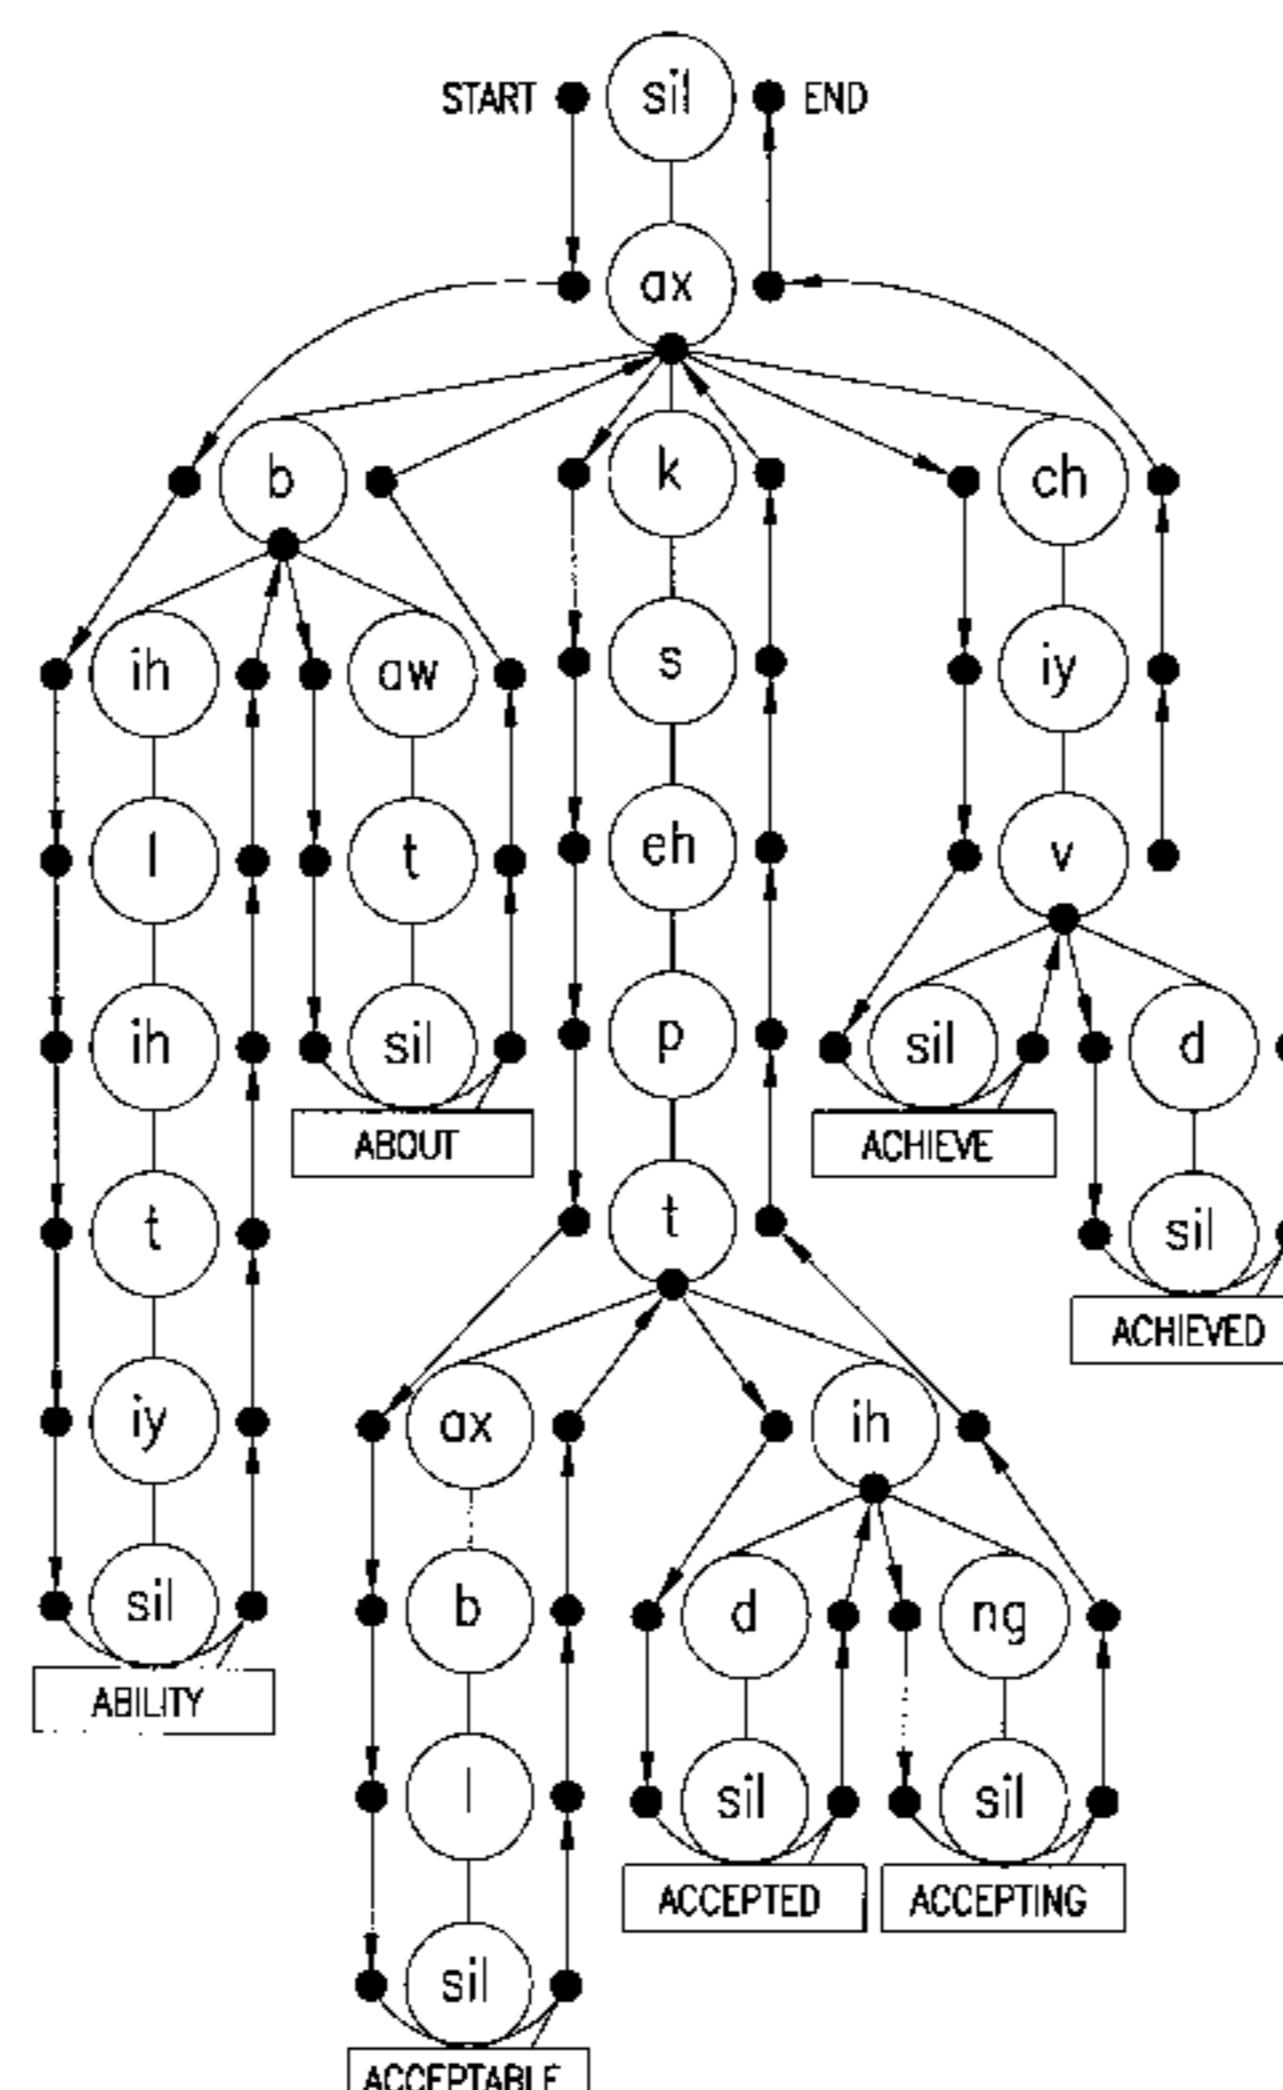 START sil END
ax
b k ch
ih aw s iy
l t eh v
ih sil p sil d
ABOUT ACHIEVE
t t sil
ACHIEVED
iy ax ih
sil b d ng
ABILITY
l sil sil
ACCEPTED ACCEPTING
sil
ACCEPTABLE